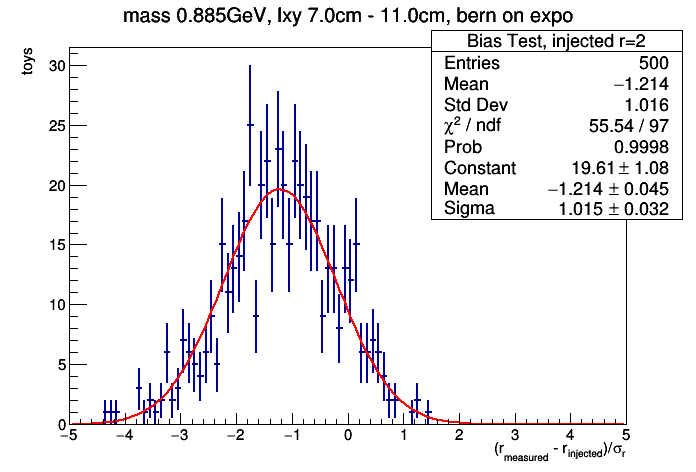 mass 0.885GeV, lxy 7.0cm - 11.0cm, bern on expo
Bias Test, injected r=2
Entries 500
Mean −1.214
Std Dev 1.016
χ² / ndf 55.54 / 97
Prob 0.9998
Constant 19.61 ± 1.08
Mean −1.214 ± 0.045
Sigma 1.015 ± 0.032
toys
30
25
20
15
10
5
0
−5 −4 −3 −2 −1 0 1 2 3 4 5
(r_measured - r_injected)/σ_r